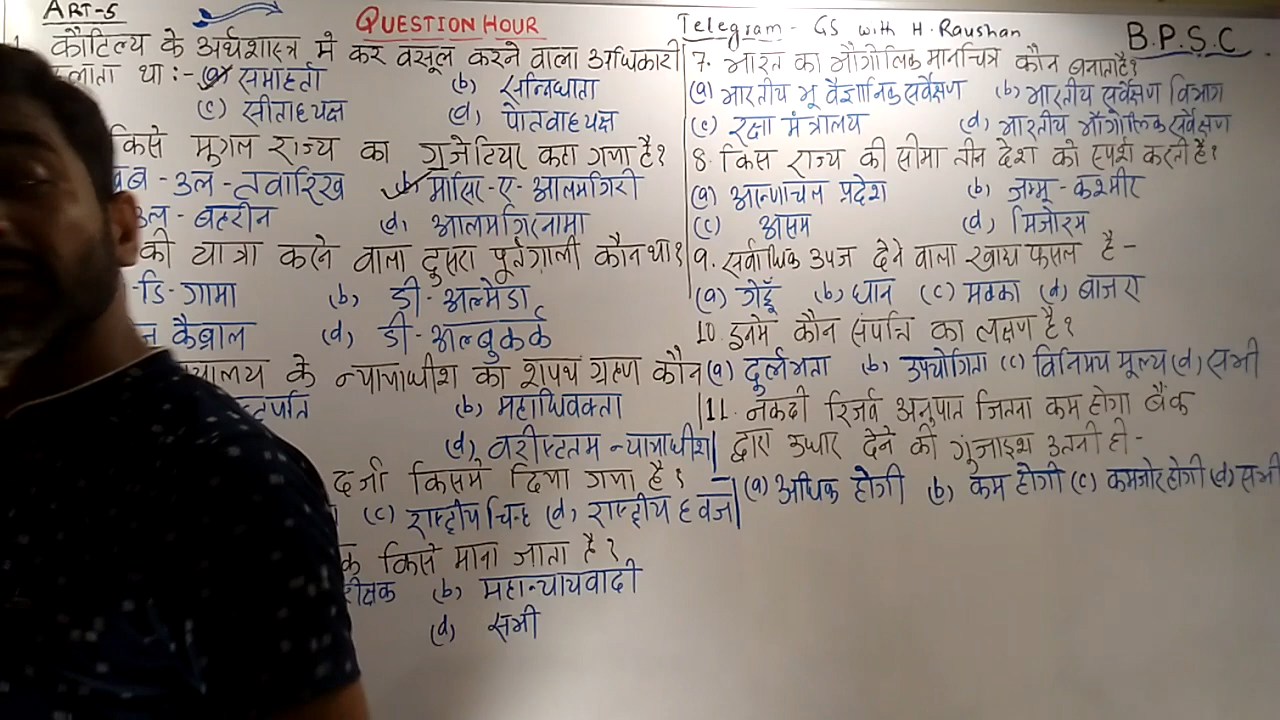 ART-5
QUESTION HOUR
Telegram - GS with H. Raushan
B.P.S.C
कौटिल्य के अर्थशास्त्र में कर वसूल करने वाला अधिकारी
लाता था :- (a) समाहर्ता (b) सन्निधाता
(c) सीताध्यक्ष (d) पोतवाध्यक्ष
किसे मुगल राज्य का गजेटियर कहा गया है?
उल-तवारिख (b) मासिर-ए-आलमगिरी
उल-बहरीन (d) आलमगिरनामा
की यात्रा करने वाला दुसरा पूर्तगाली कौन था?
-डि-गामा (b) डी-अल्मेडा
कैब्राल (d) डी-अल्बुकर्क
यालय के न्यायाधीश को शपथ ग्रहण कौन
(b) महाधिवक्ता
(d) वरीष्टतम न्यायाधीश
दर्जा किसमें दिया गया है?
(c) राष्ट्रीय चिन्ह (d) राष्ट्रीय ध्वज
किसे माना जाता है?
(b) महान्यायवादी
(d) सभी
7. भारत का भौगोलिक मानचित्र कौन बनाता है?
(a) भारतीय भू वैज्ञानिक सर्वेक्षण (b) भारतीय सर्वेक्षण विभाग
(c) रक्षा मंत्रालय (d) भारतीय भौगोलिक सर्वेक्षण
8. किस राज्य की सीमा तीन देश को स्पर्श करती है?
(a) अरुणाचल प्रदेश (b) जम्मू-कश्मीर
(c) असम (d) मिजोरम
9. सर्वाधिक उपज देने वाला खाद्य फसल है -
(a) गेहूँ (b) धान (c) मक्का (d) बाजरा
10. इनमे कौन संपत्ति का लक्षण है?
(a) दुर्लभता (b) उपयोगिता (c) विनिमय मूल्य (d) सभी
11. नकदी रिजर्व अनुपात जितना कम होगा बैंक
द्वारा उधार देने की गुंजाइश उतनी ही -
(a) अधिक होगी (b) कम होगी (c) कमजोर होगी (d) सभी